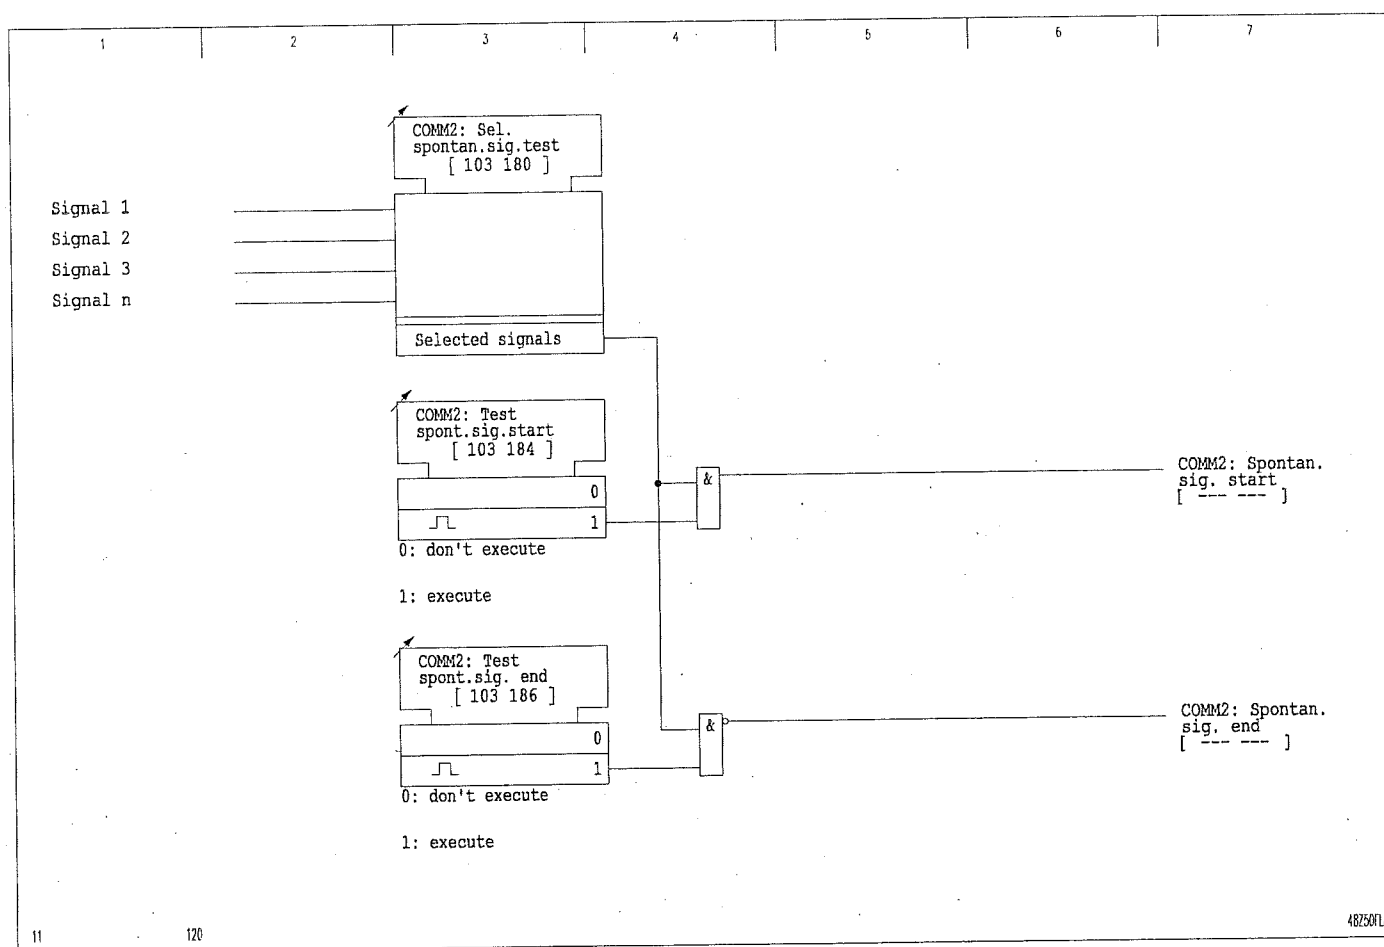 1 2 3 4 5 6 7
COMM2: Sel.
spontan.sig.test
[ 103 180 ]
Signal 1
Signal 2
Signal 3
Signal n
Selected signals
COMM2: Test
spont.sig.start
[ 103 184 ]
0
1
0: don't execute
1: execute
&
COMM2: Spontan.
sig. start
[ --- --- ]
COMM2: Test
spont.sig. end
[ 103 186 ]
0
1
0: don't execute
1: execute
&
COMM2: Spontan.
sig. end
[ --- --- ]
11 120